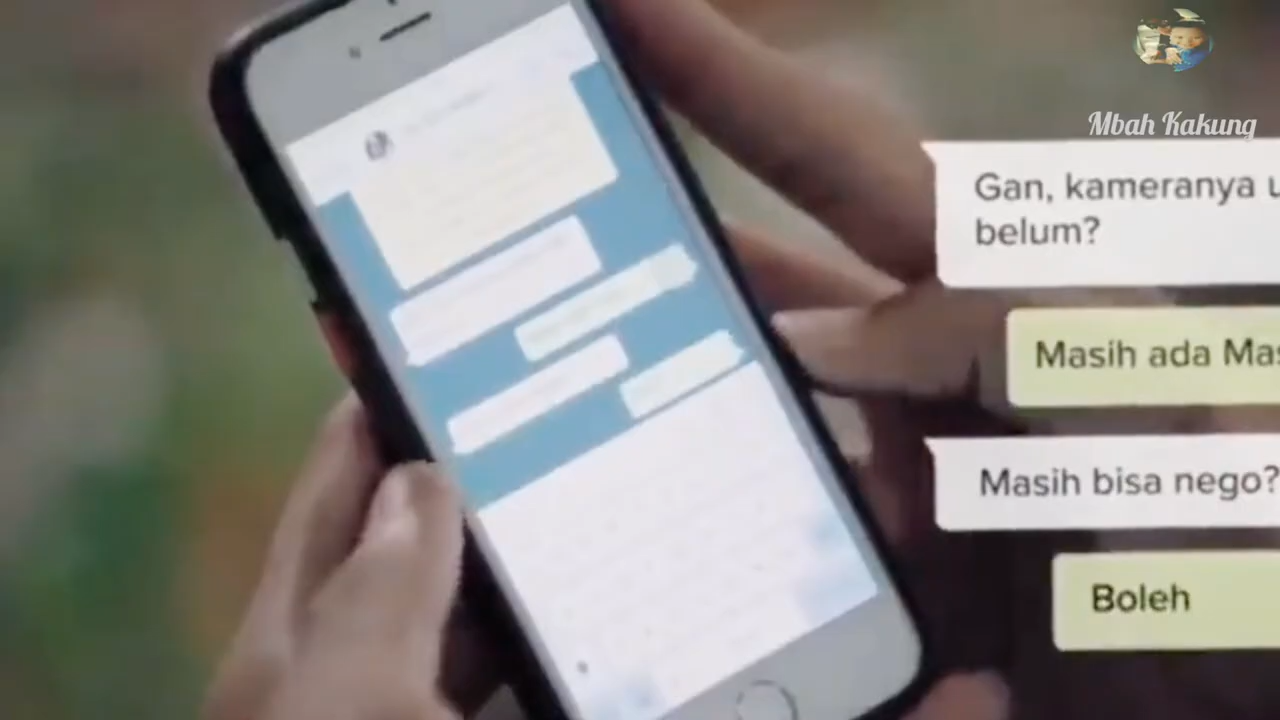 Mbah Kakung
Gan, kameranya
belum?
Masih ada
Masih bisa nego?
Boleh